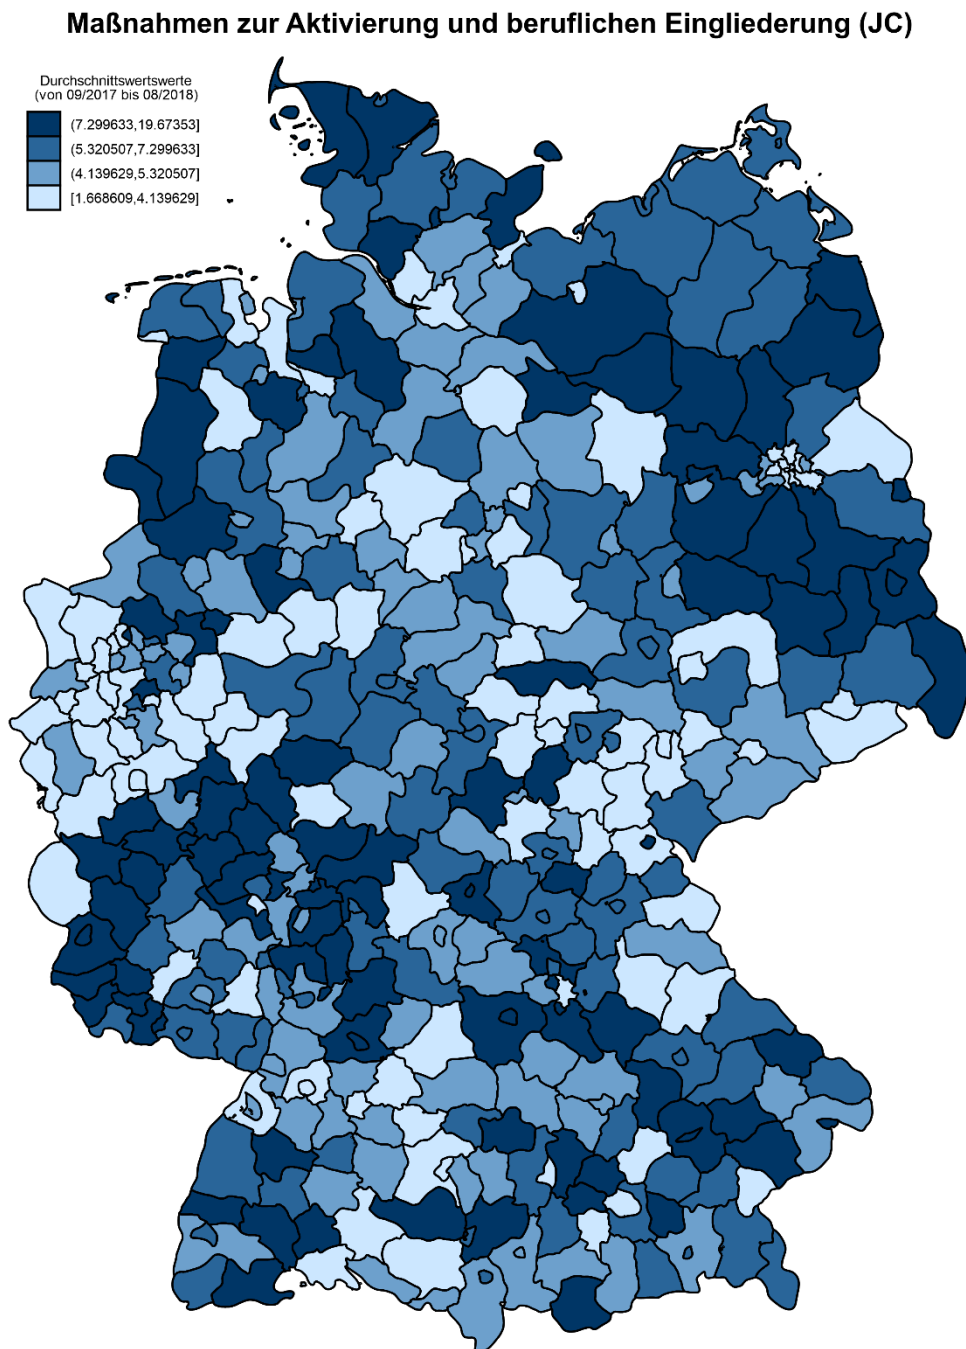 Maßnahmen zur Aktivierung und beruflichen Eingliederung (JC)
Durchschnittswertswerte
(von 09/2017 bis 08/2018)
(7.299633,19.67353]
(5.320507,7.299633]
(4.139629,5.320507]
[1.668609,4.139629]